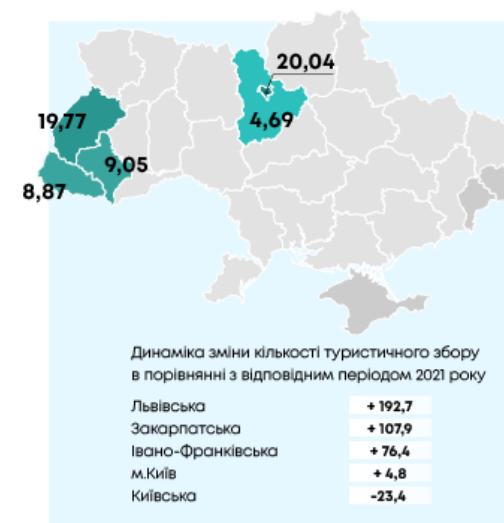 20,04
19,77
4,69
9,05
8,87
Динаміка зміни кількості туристичного збору
в порівнянні з відповідним періодом 2021 року
Львівська + 192,7
Закарпатська + 107,9
Івано-Франківська + 76,4
м.Київ + 4,8
Київська -23,4